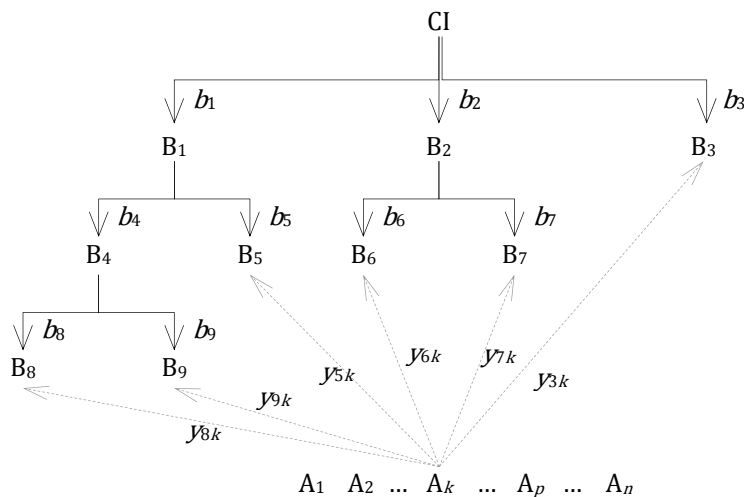 CI
b1 b2 b3
B1 B2 B3
b4 b5 b6 b7
B4 B5 B6 B7
b8 b9
B8 B9
y5k y6k y7k y3k
y9k
y8k
A1 A2 ... Ak ... Ap ... An